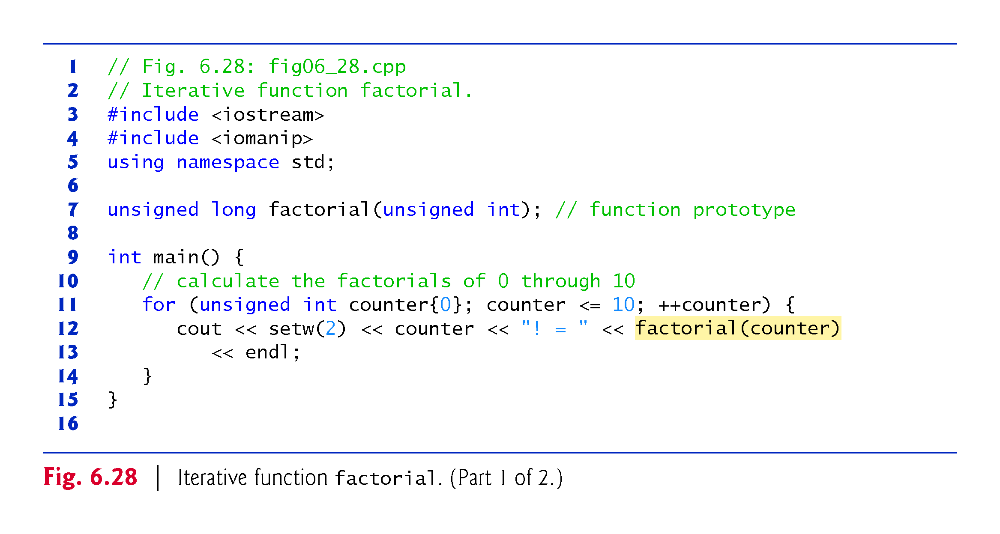 1 // Fig. 6.28: fig06_28.cpp
2 // Iterative function factorial.
3 #include <iostream>
4 #include <iomanip>
5 using namespace std;
6
7 unsigned long factorial(unsigned int); // function prototype
8
9 int main() {
10    // calculate the factorials of 0 through 10
11    for (unsigned int counter{0}; counter <= 10; ++counter) {
12       cout << setw(2) << counter << "! = " << factorial(counter)
13          << endl;
14    }
15 }
16
Fig. 6.28 | Iterative function factorial. (Part 1 of 2.)